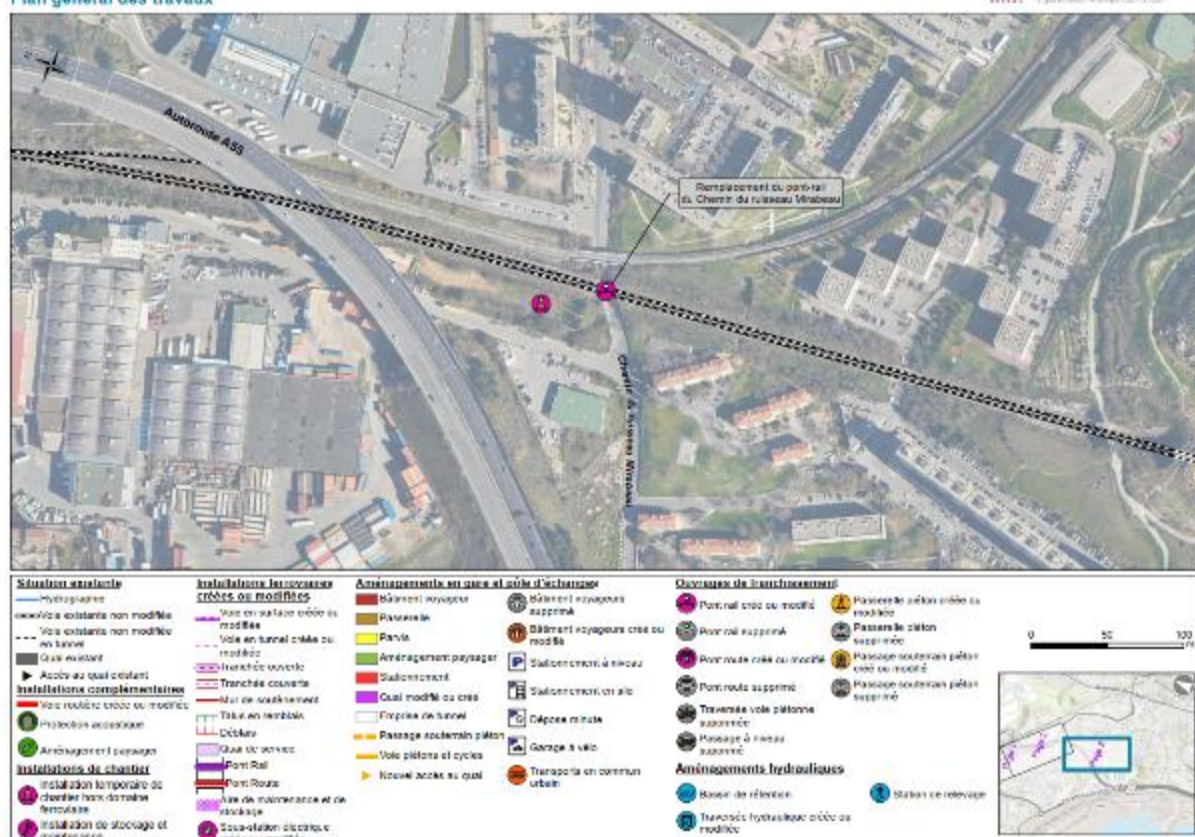 Plan général des travaux
Autoroute A55
Remplacement du pont-rail
du Chemin du ruisseau Mirabeau
Chemin du Ruisseau Mirabeau
Situation existante
Hydrographie
Voie existante non modifiée
Voie existante non modifiée
en tunnel
Quai existant
Accès au quai existant
Installations complémentaires
Voie routière créée ou modifiée
Protection acoustique
Aménagement paysager
Installations de chantier
Installation temporaire de
chantier hors domaine
ferroviaire
Installation de stockage et
maintenance
Installations ferroviaires
créées ou modifiées
Voie en surface créée ou
modifiée
Voie en tunnel créée ou
modifiée
Tranchée ouverte
Tranchée couverte
Mur de soutènement
Talus en remblais
Déblais
Quai de service
Pont Rail
Pont Route
Aire de maintenance et de
stockage
Sous-station électrique
Aménagements en gare et pôle d'échanges
Bâtiment voyageur
Passerelle
Parvis
Aménagement paysager
Stationnement
Quai modifié ou créé
Emprise de tunnel
Passage souterrain piéton
Voie piétons et cycles
Nouvel accès au quai
Bâtiment voyageurs
supprimé
Bâtiment voyageurs créé ou
modifié
P
Stationnement à niveau
Stationnement en silo
Dépose minute
Garage à vélo
Transports en commun
urbain
Ouvrages de franchissement
Pont rail créé ou modifié
Pont rail supprimé
Pont route créé ou modifié
Pont route supprimé
Traversée voie piétonne
supprimée
Passage à niveau
supprimé
Passerelle piéton créée ou
modifiée
Passerelle piéton
supprimée
Passage souterrain piéton
créé ou modifié
Passage souterrain piéton
supprimé
Aménagements hydrauliques
Bassin de rétention
Traversée hydraulique créée ou
modifiée
Station de relevage
0 50 100